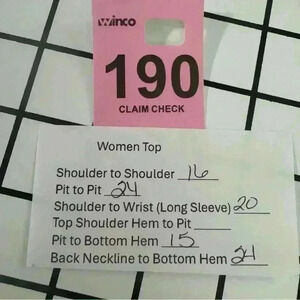 winco
190
CLAIM CHECK
Women Top
Shoulder to Shoulder 16
Pit to Pit 24
Shoulder to Wrist (Long Sleeve) 20
Top Shoulder Hem to Pit ____
Pit to Bottom Hem 15
Back Neckline to Bottom Hem 24